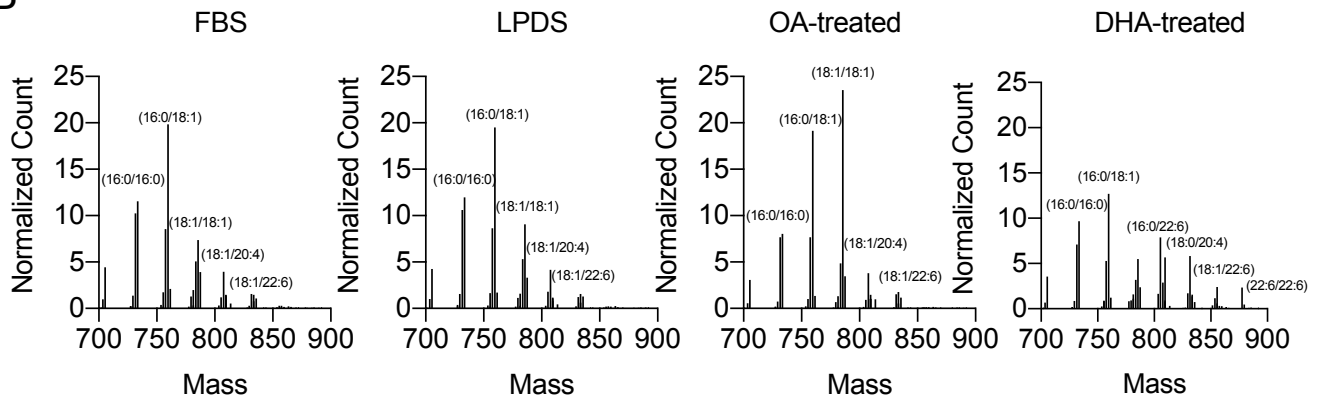 FBS
LPDS
OA-treated
DHA-treated
Normalized Count
25
20
15
10
5
0
(16:0/18:1)
(16:0/16:0)
(18:1/18:1)
(18:1/20:4)
(18:1/22:6)
700 750 800 850 900
Mass
Normalized Count
25
20
15
10
5
0
(16:0/18:1)
(16:0/16:0)
(18:1/18:1)
(18:1/20:4)
(18:1/22:6)
700 750 800 850 900
Mass
Normalized Count
25
20
15
10
5
0
(18:1/18:1)
(16:0/18:1)
(16:0/16:0)
(18:1/20:4)
(18:1/22:6)
700 750 800 850 900
Mass
Normalized Count
25
20
15
10
5
0
(16:0/18:1)
(16:0/16:0)
(16:0/22:6)
(18:0/20:4)
(18:1/22:6)
(22:6/22:6)
700 750 800 850 900
Mass